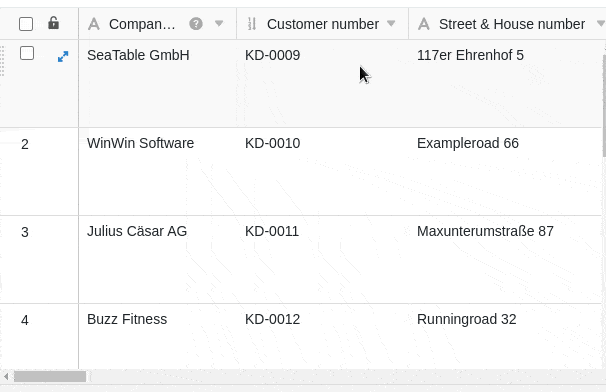 Compan... Customer number Street & House number
SeaTable GmbH KD-0009 117er Ehrenhof 5
2 WinWin Software KD-0010 Exampleroad 66
3 Julius Cäsar AG KD-0011 Maxunterumstraße 87
4 Buzz Fitness KD-0012 Runningroad 32